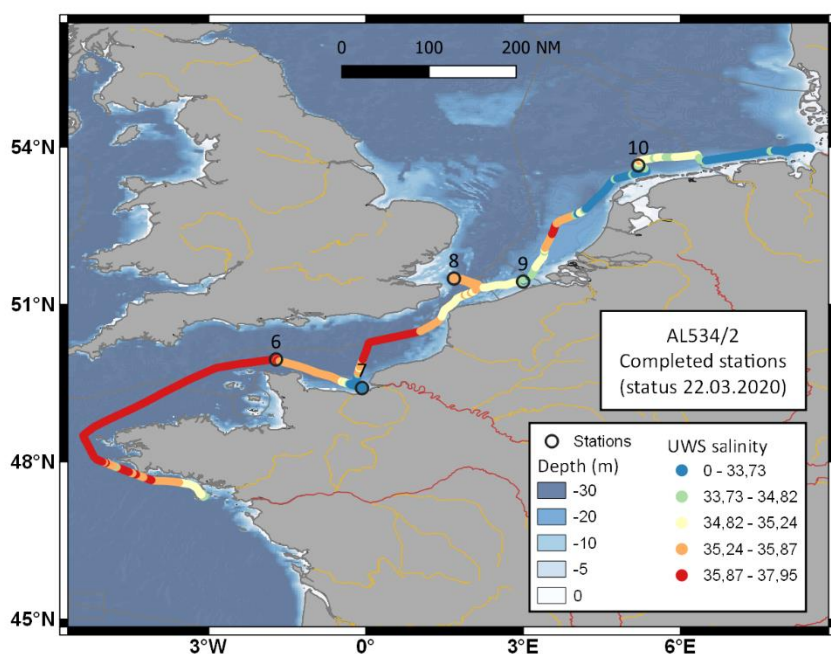 0 100 200 NM
54°N
51°N
48°N
45°N
3°W 0° 3°E 6°E
10
8
9
6
7
AL534/2
Completed stations
(status 22.03.2020)
Stations
Depth (m)
-30
-20
-10
-5
0
UWS salinity
0 - 33,73
33,73 - 34,82
34,82 - 35,24
35,24 - 35,87
35,87 - 37,95